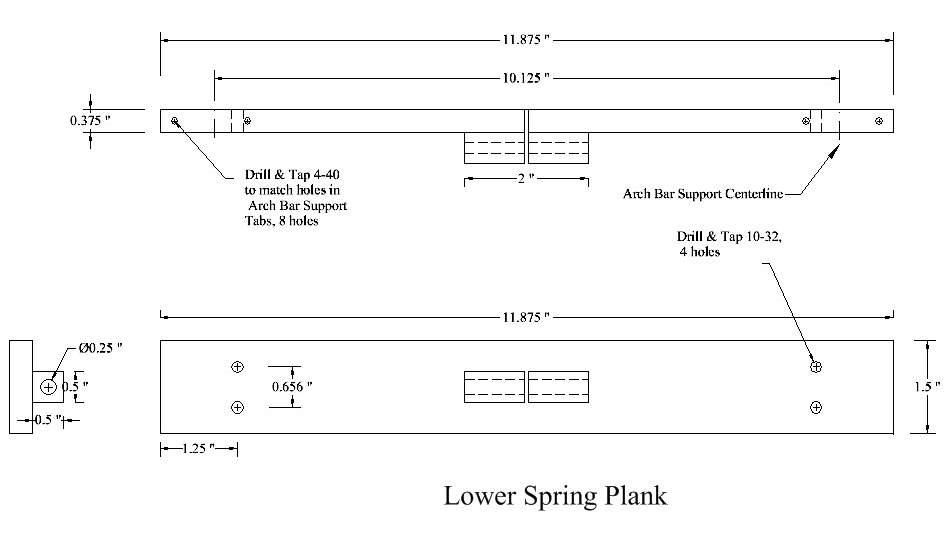 11.875 "
10.125 "
0.375 "
Drill & Tap 4-40
to match holes in
Arch Bar Support
Tabs, 8 holes
2 "
Arch Bar Support Centerline
Drill & Tap 10-32,
4 holes
11.875 "
Ø0.25 "
0.5 "
0.5 "
0.656 "
1.5 "
1.25 "
Lower Spring Plank